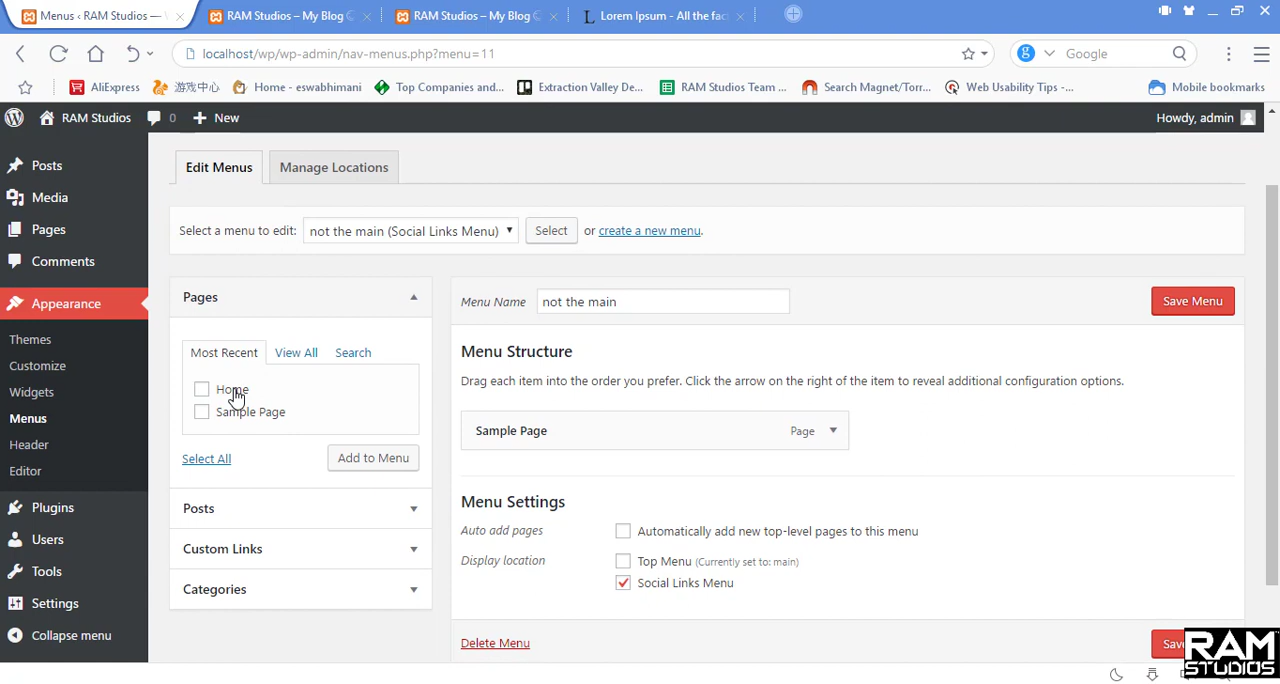 Menus ‹ RAM Studios — 
RAM Studios – My Blog
RAM Studios – My Blog
Lorem Ipsum - All the fac
localhost/wp/wp-admin/nav-menus.php?menu=11
Google
AliExpress
游戏中心
Home - eswabhimani
Top Companies and...
Extraction Valley De...
RAM Studios Team ...
Search Magnet/Torr...
Web Usability Tips -...
Mobile bookmarks
RAM Studios
0
New
Howdy, admin
Posts
Media
Pages
Comments
Appearance
Themes
Customize
Widgets
Menus
Header
Editor
Plugins
Users
Tools
Settings
Collapse menu
Edit Menus
Manage Locations
Select a menu to edit:
not the main (Social Links Menu)
Select
or create a new menu.
Pages
Most Recent
View All
Search
Home
Sample Page
Select All
Add to Menu
Posts
Custom Links
Categories
Menu Name
not the main
Save Menu
Menu Structure
Drag each item into the order you prefer. Click the arrow on the right of the item to reveal additional configuration options.
Sample Page
Page
Menu Settings
Auto add pages
Automatically add new top-level pages to this menu
Display location
Top Menu (Currently set to: main)
Social Links Menu
Delete Menu
RAM
STUDIOS